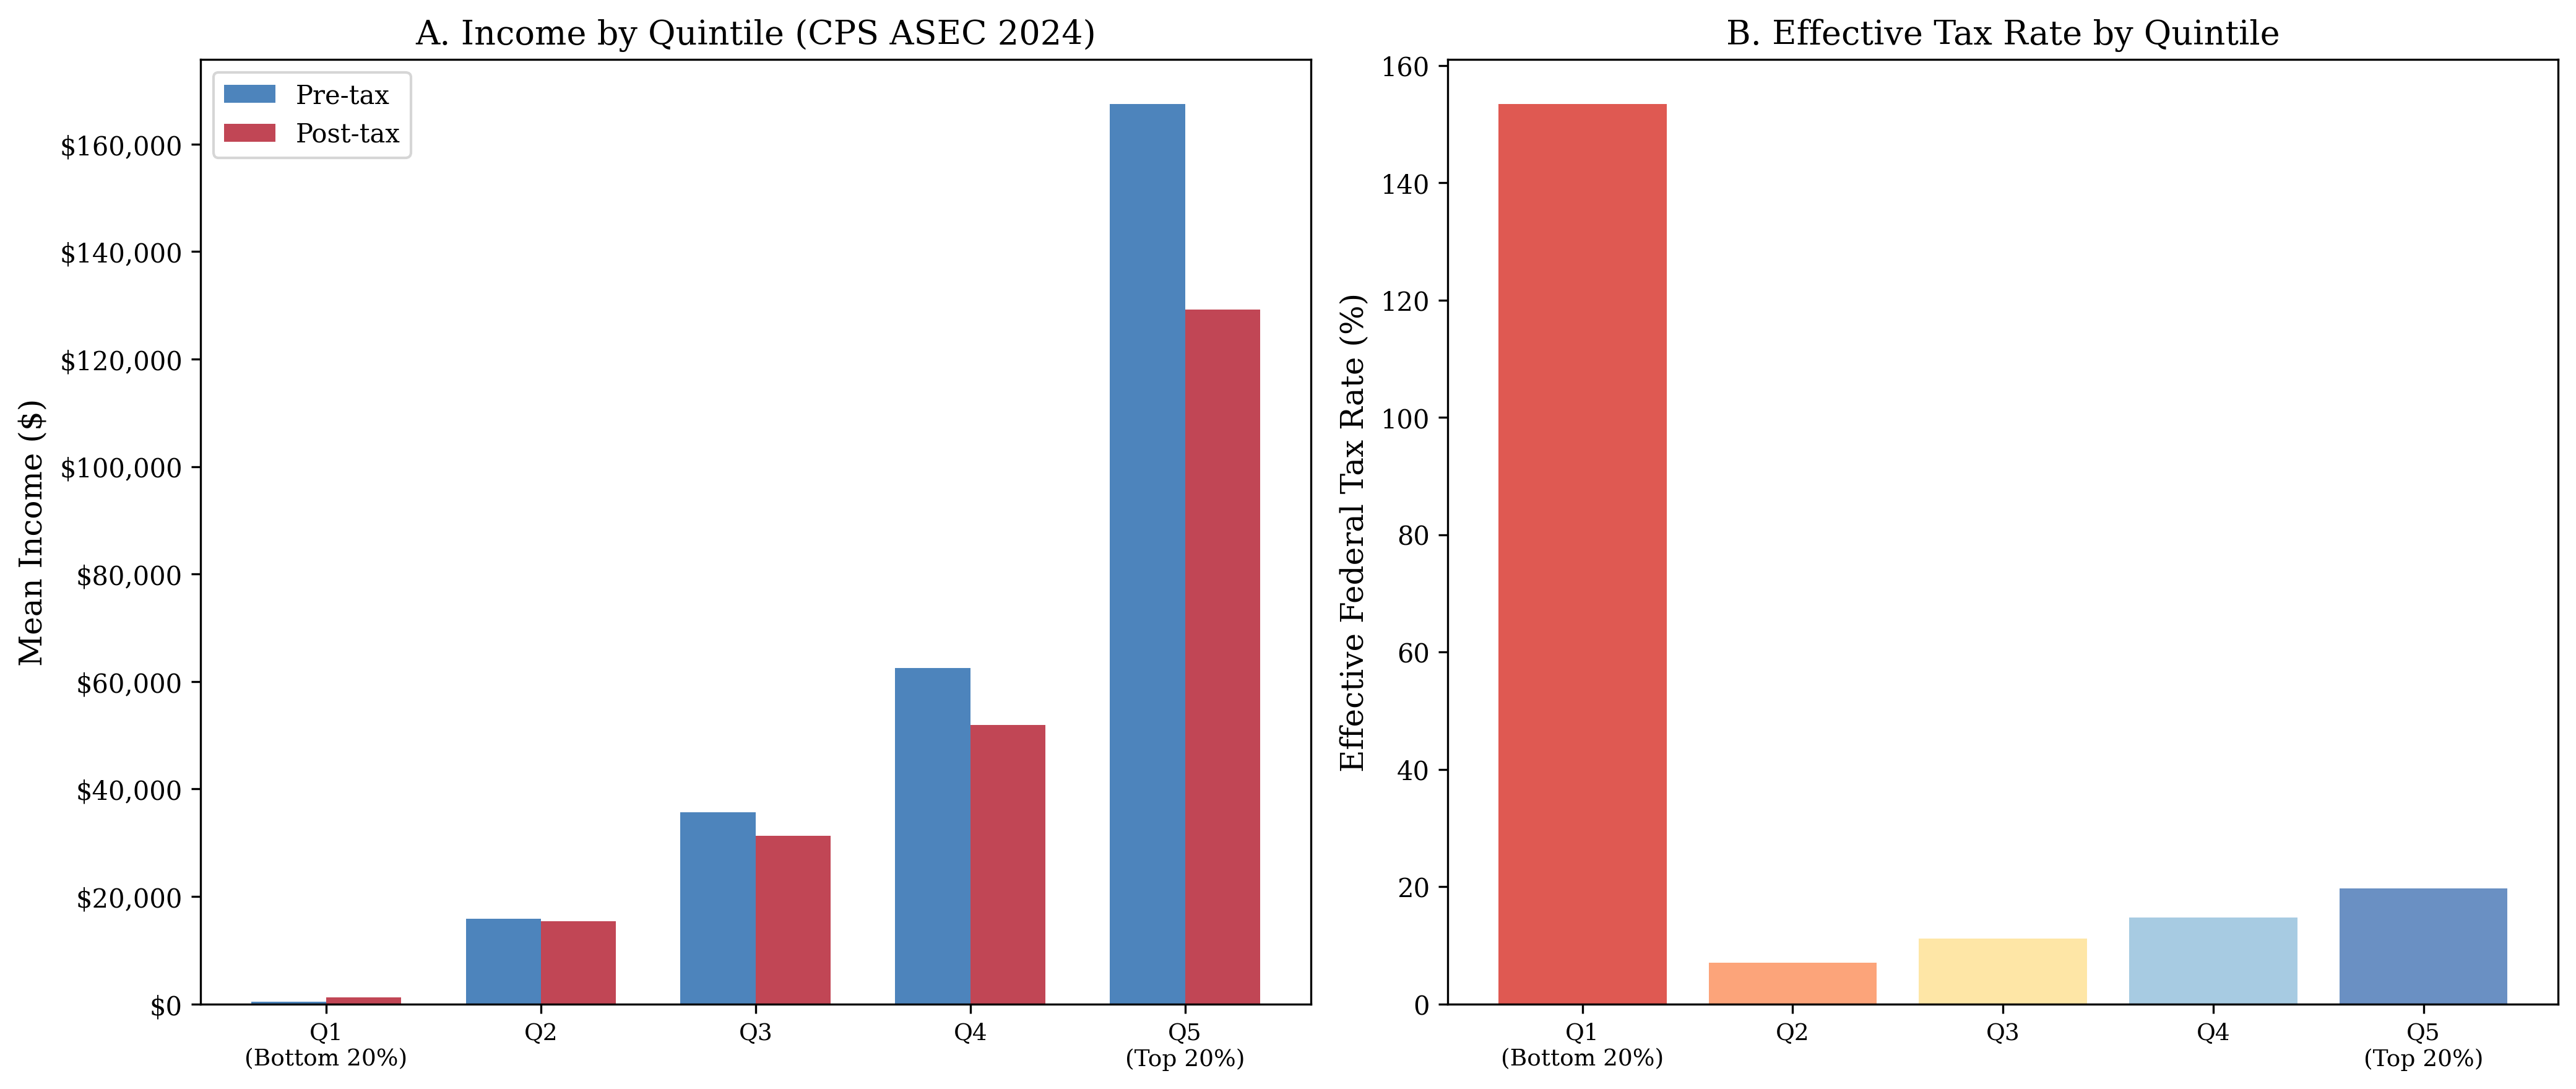 A. Income by Quintile (CPS ASEC 2024)
Pre-tax
Post-tax
Mean Income ($)
$160,000
$140,000
$120,000
$100,000
$80,000
$60,000
$40,000
$20,000
$0
Q1
(Bottom 20%)
Q2
Q3
Q4
Q5
(Top 20%)
B. Effective Tax Rate by Quintile
Effective Federal Tax Rate (%)
160
140
120
100
80
60
40
20
0
Q1
(Bottom 20%)
Q2
Q3
Q4
Q5
(Top 20%)